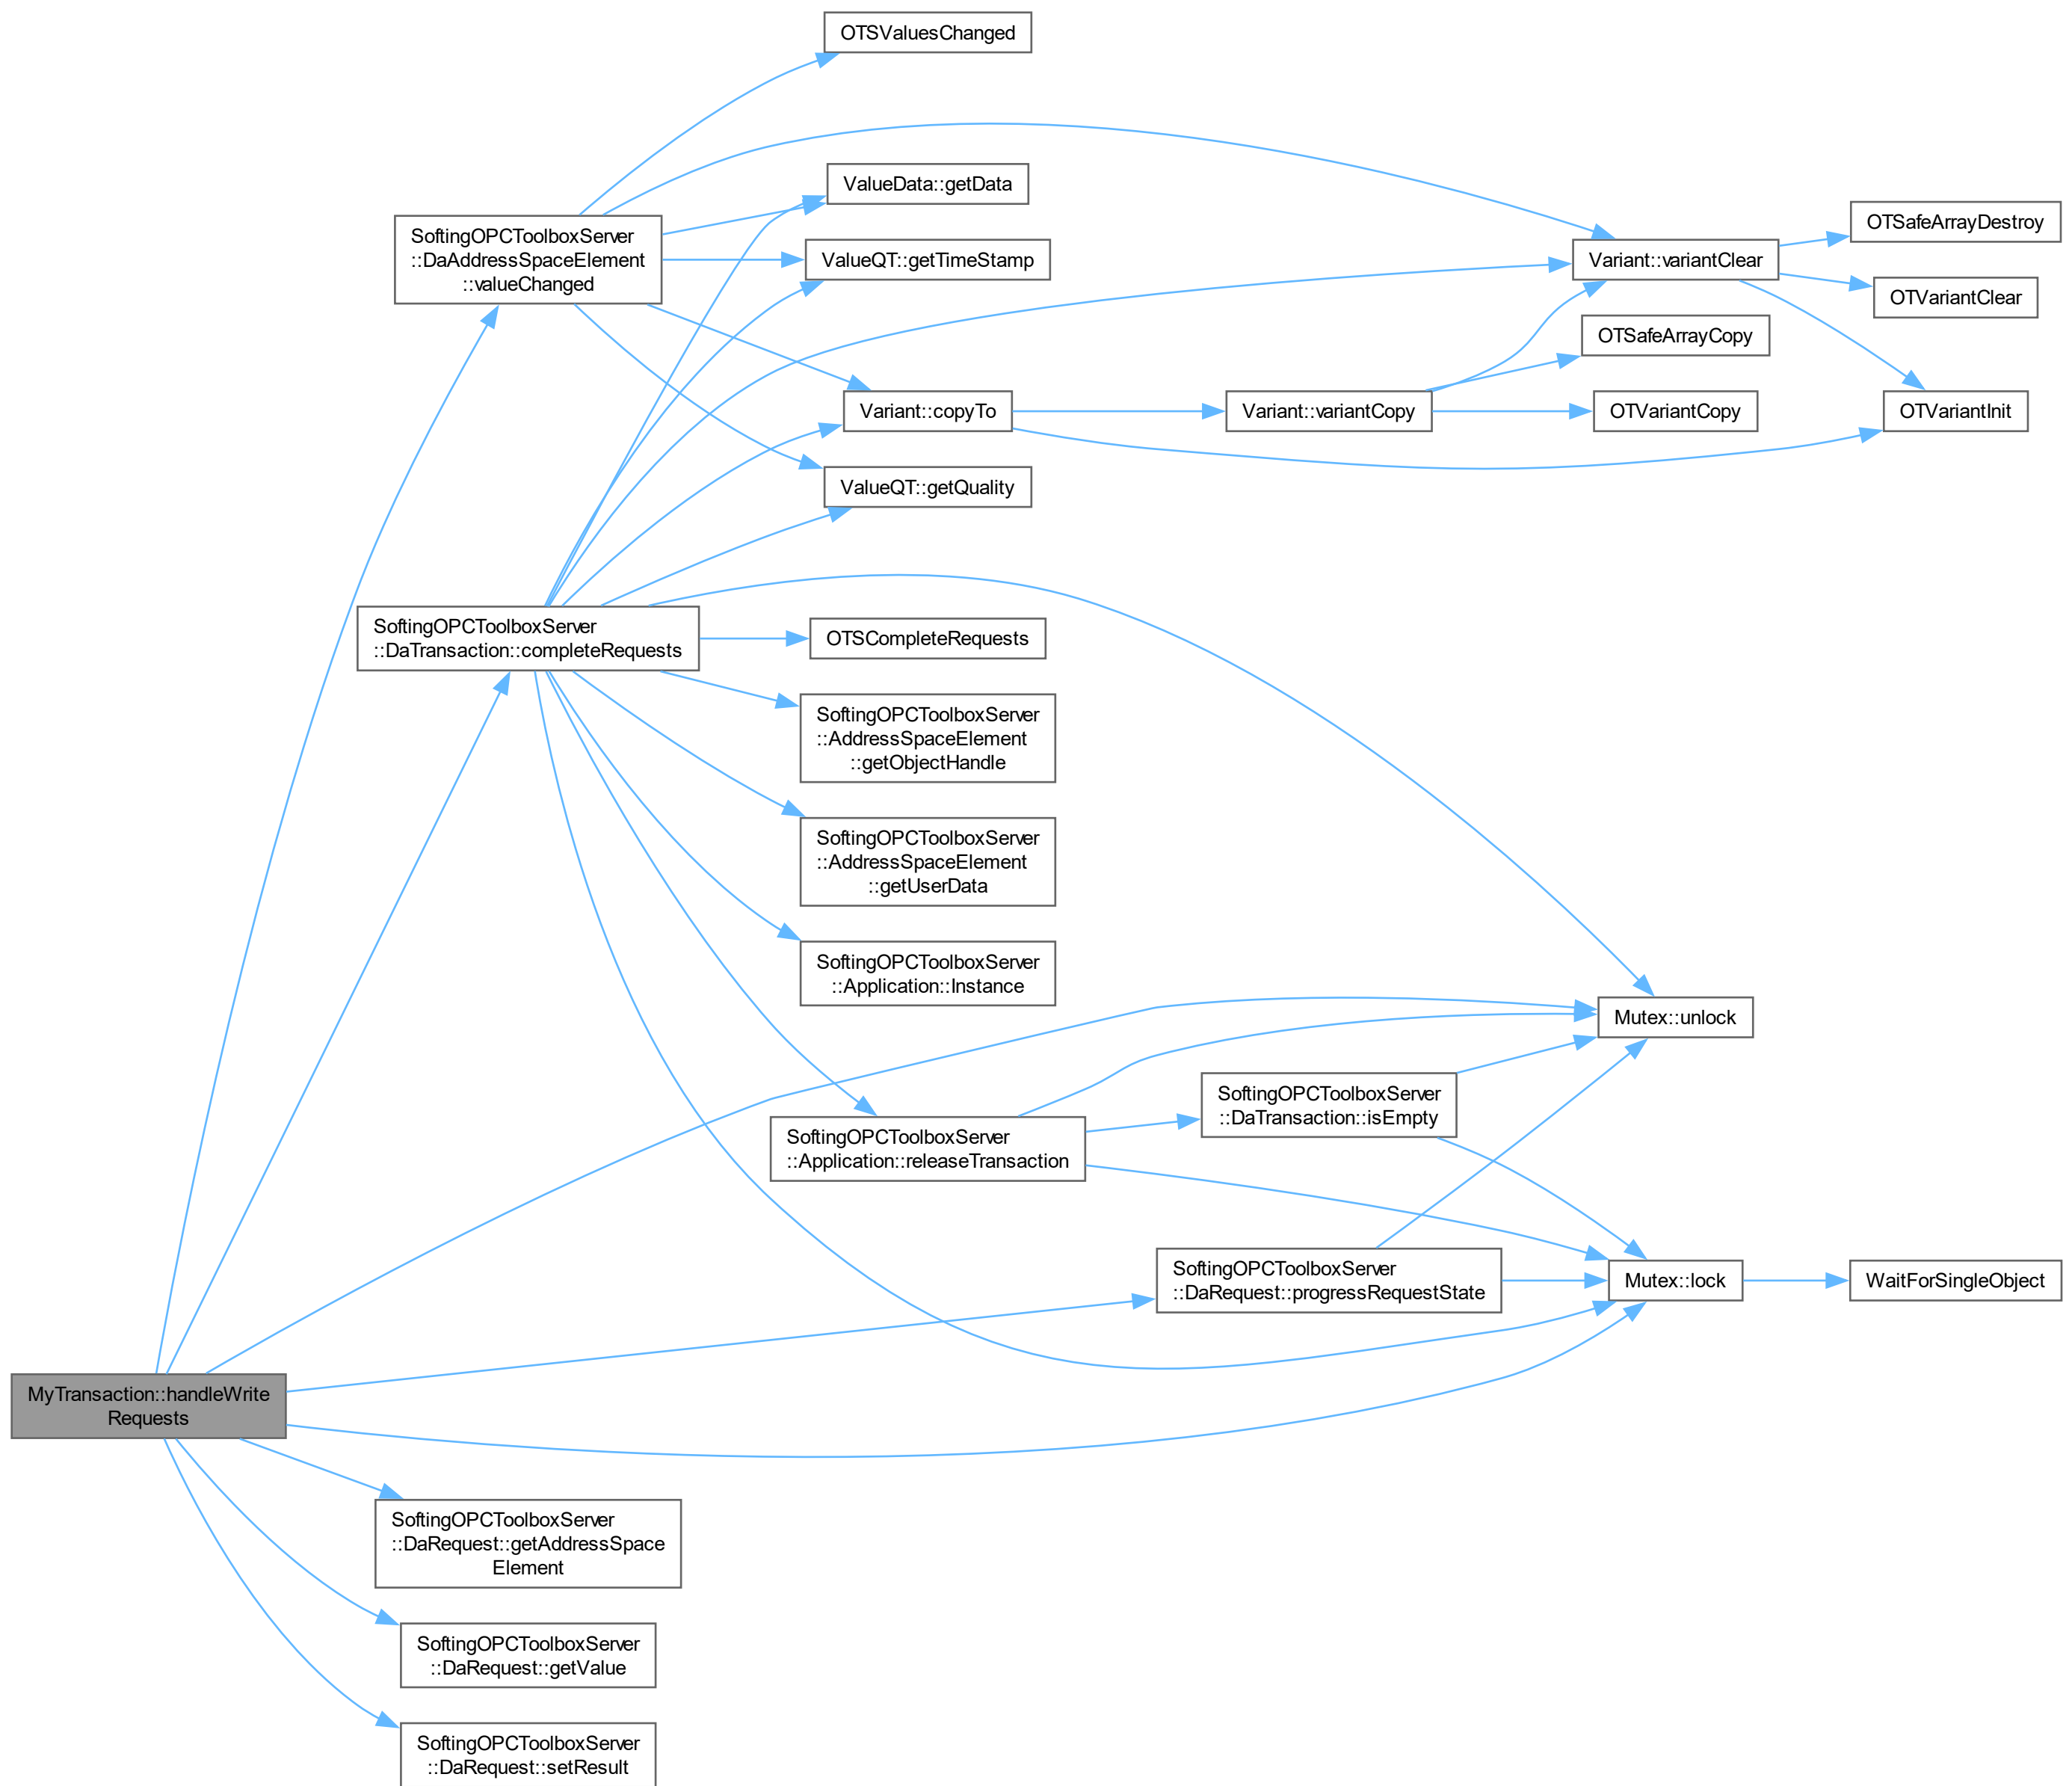 OTSValuesChanged
ValueData::getData
SoftingOPCToolboxServer
::DaAddressSpaceElement
::valueChanged
ValueQT::getTimeStamp
Variant::variantClear
OTSafeArrayDestroy
OTVariantClear
OTSafeArrayCopy
Variant::copyTo
Variant::variantCopy
OTVariantCopy
OTVariantInit
ValueQT::getQuality
SoftingOPCToolboxServer
::DaTransaction::completeRequests
OTSCompleteRequests
SoftingOPCToolboxServer
::AddressSpaceElement
::getObjectHandle
SoftingOPCToolboxServer
::AddressSpaceElement
::getUserData
SoftingOPCToolboxServer
::Application::Instance
Mutex::unlock
SoftingOPCToolboxServer
::DaTransaction::isEmpty
SoftingOPCToolboxServer
::Application::releaseTransaction
SoftingOPCToolboxServer
::DaRequest::progressRequestState
Mutex::lock
WaitForSingleObject
MyTransaction::handleWrite
Requests
SoftingOPCToolboxServer
::DaRequest::getAddressSpace
Element
SoftingOPCToolboxServer
::DaRequest::getValue
SoftingOPCToolboxServer
::DaRequest::setResult